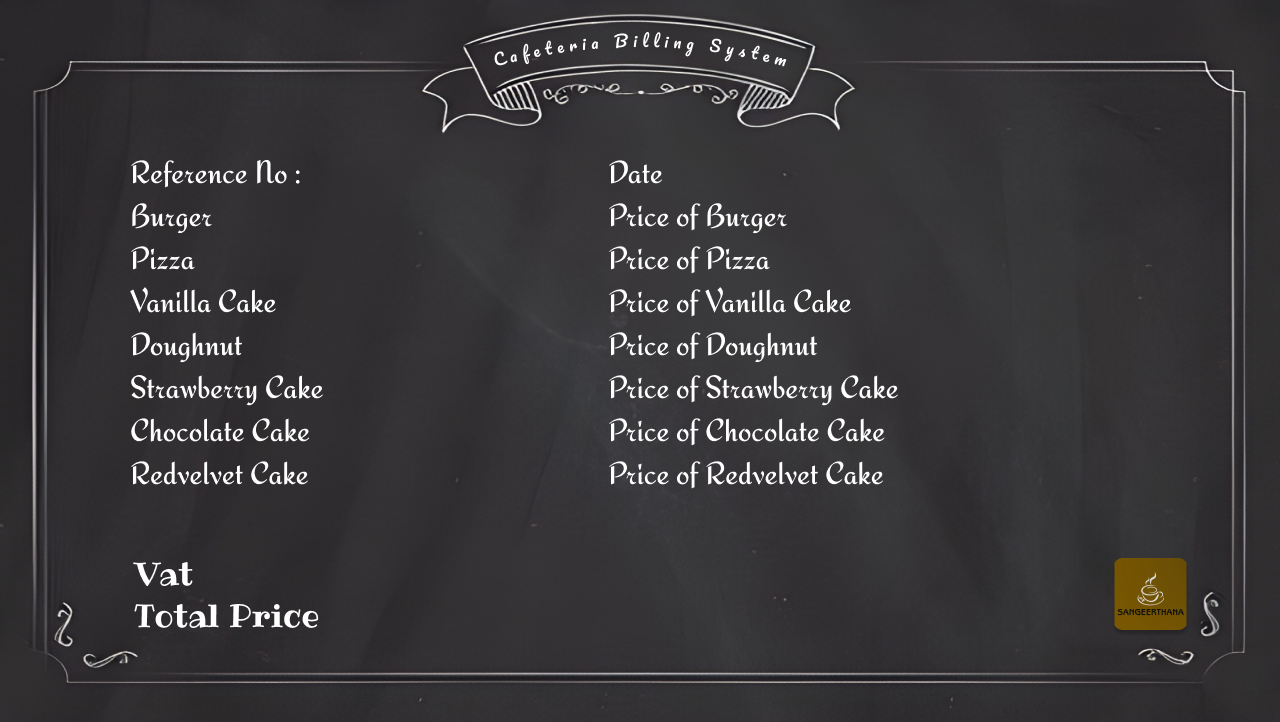 Cafeteria Billing System
Reference No :
Date
Burger
Price of Burger
Pizza
Price of Pizza
Vanilla Cake
Price of Vanilla Cake
Doughnut
Price of Doughnut
Strawberry Cake
Price of Strawberry Cake
Chocolate Cake
Price of Chocolate Cake
Redvelvet Cake
Price of Redvelvet Cake
Vat
Total Price
SANGEERTHANA